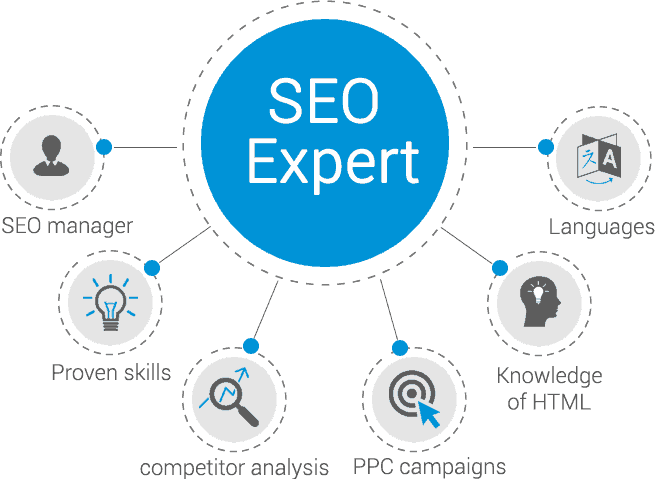 SEO
Expert
SEO manager
Languages
Proven skills
Knowledge
of HTML
competitor analysis
PPC campaigns
A